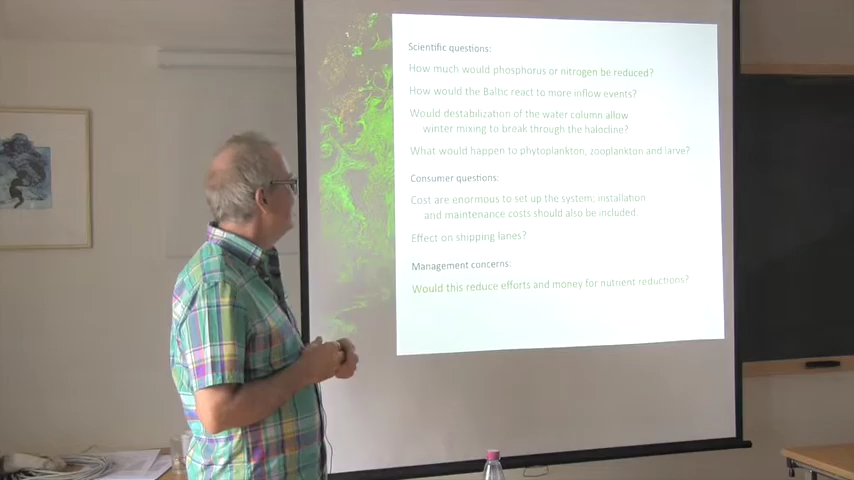 Scientific questions:
How much would phosphorus or nitrogen be reduced?
How would the Baltic react to more inflow events?
Would destabilization of the water column allow
winter mixing to break through the halocline?
What would happen to phytoplankton, zooplankton and larve?
Consumer questions:
Cost are enormous to set up the system; installation
and maintenance costs should also be included.
Effect on shipping lanes?
Management concerns:
Would this reduce efforts and money for nutrient reductions?